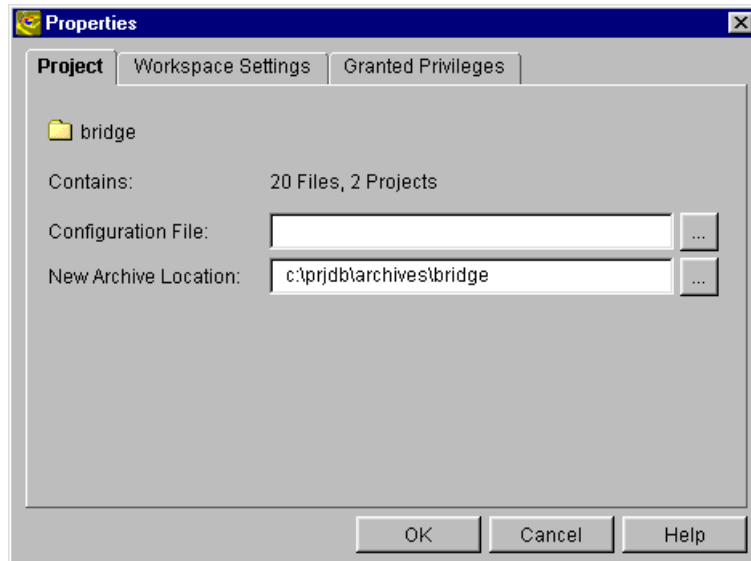 Properties
Project Workspace Settings Granted Privileges
bridge
Contains: 20 Files, 2 Projects
Configuration File: ...
New Archive Location: c:\prjdb\archives\bridge ...
OK Cancel Help